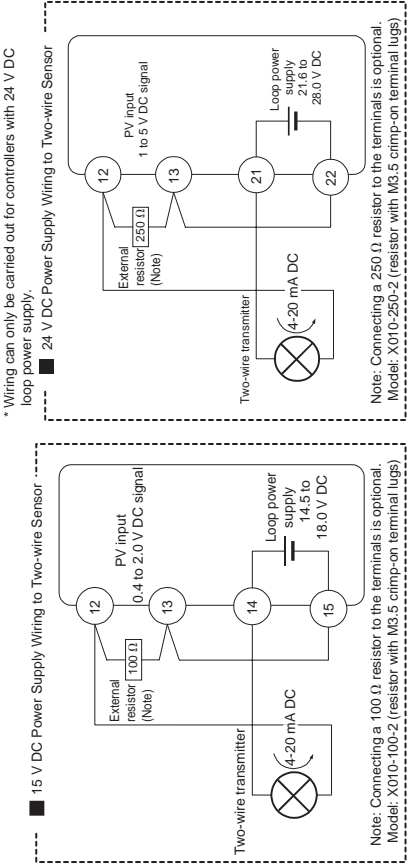 ■ 15 V DC Power Supply Wiring to Two-wire Sensor
12
PV input
0.4 to 2.0 V DC signal
External
resistor
(Note)
100 Ω
13
Two-wire transmitter
14
Loop power
supply
14.5 to
18.0 V DC
4-20 mA DC
15
Note: Connecting a 100 Ω resistor to the terminals is optional.
Model: X010-100-2 (resistor with M3.5 crimp-on terminal lugs)
* Wiring can only be carried out for controllers with 24 V DC
loop power supply.
■ 24 V DC Power Supply Wiring to Two-wire Sensor
12
PV input
1 to 5 V DC signal
External
resistor
(Note)
250 Ω
13
Two-wire transmitter
21
Loop power
supply
21.6 to
28.0 V DC
4-20 mA DC
22
Note: Connecting a 250 Ω resistor to the terminals is optional.
Model: X010-250-2 (resistor with M3.5 crimp-on terminal lugs)